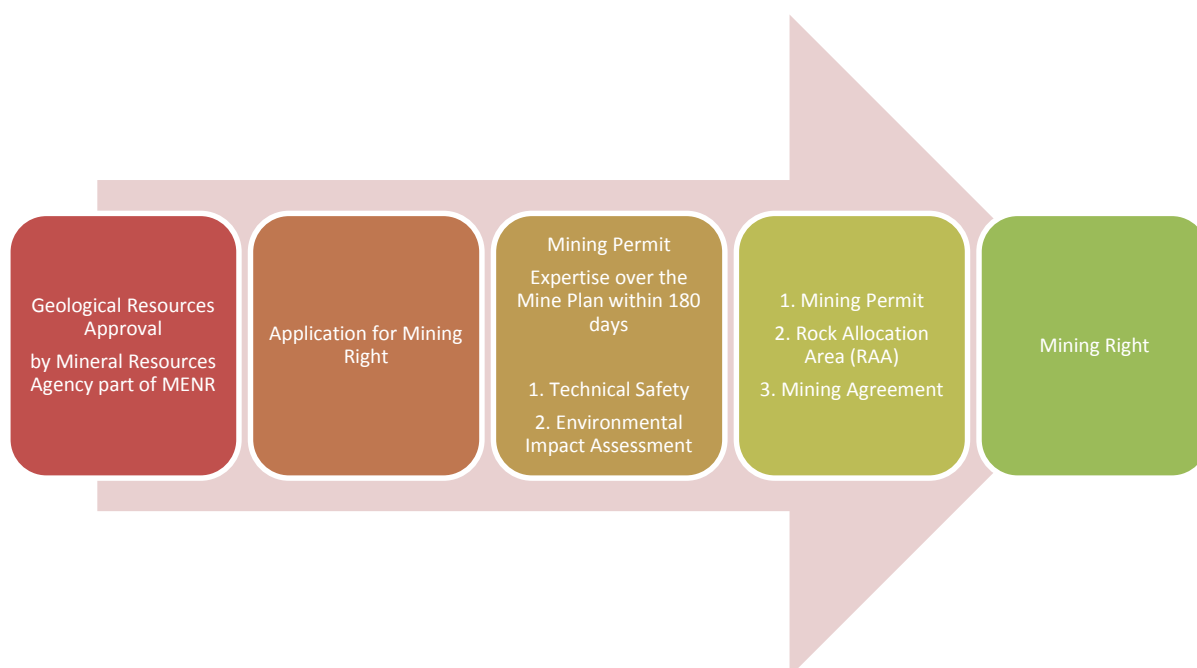 Geological Resources
Approval
by Mineral Resources
Agency part of MENR
Application for Mining
Right
Mining Permit
Expertise over the
Mine Plan within 180
days
1. Technical Safety
2. Environmental
Impact Assessment
1. Mining Permit
2. Rock Allocation
Area (RAA)
3. Mining Agreement
Mining Right